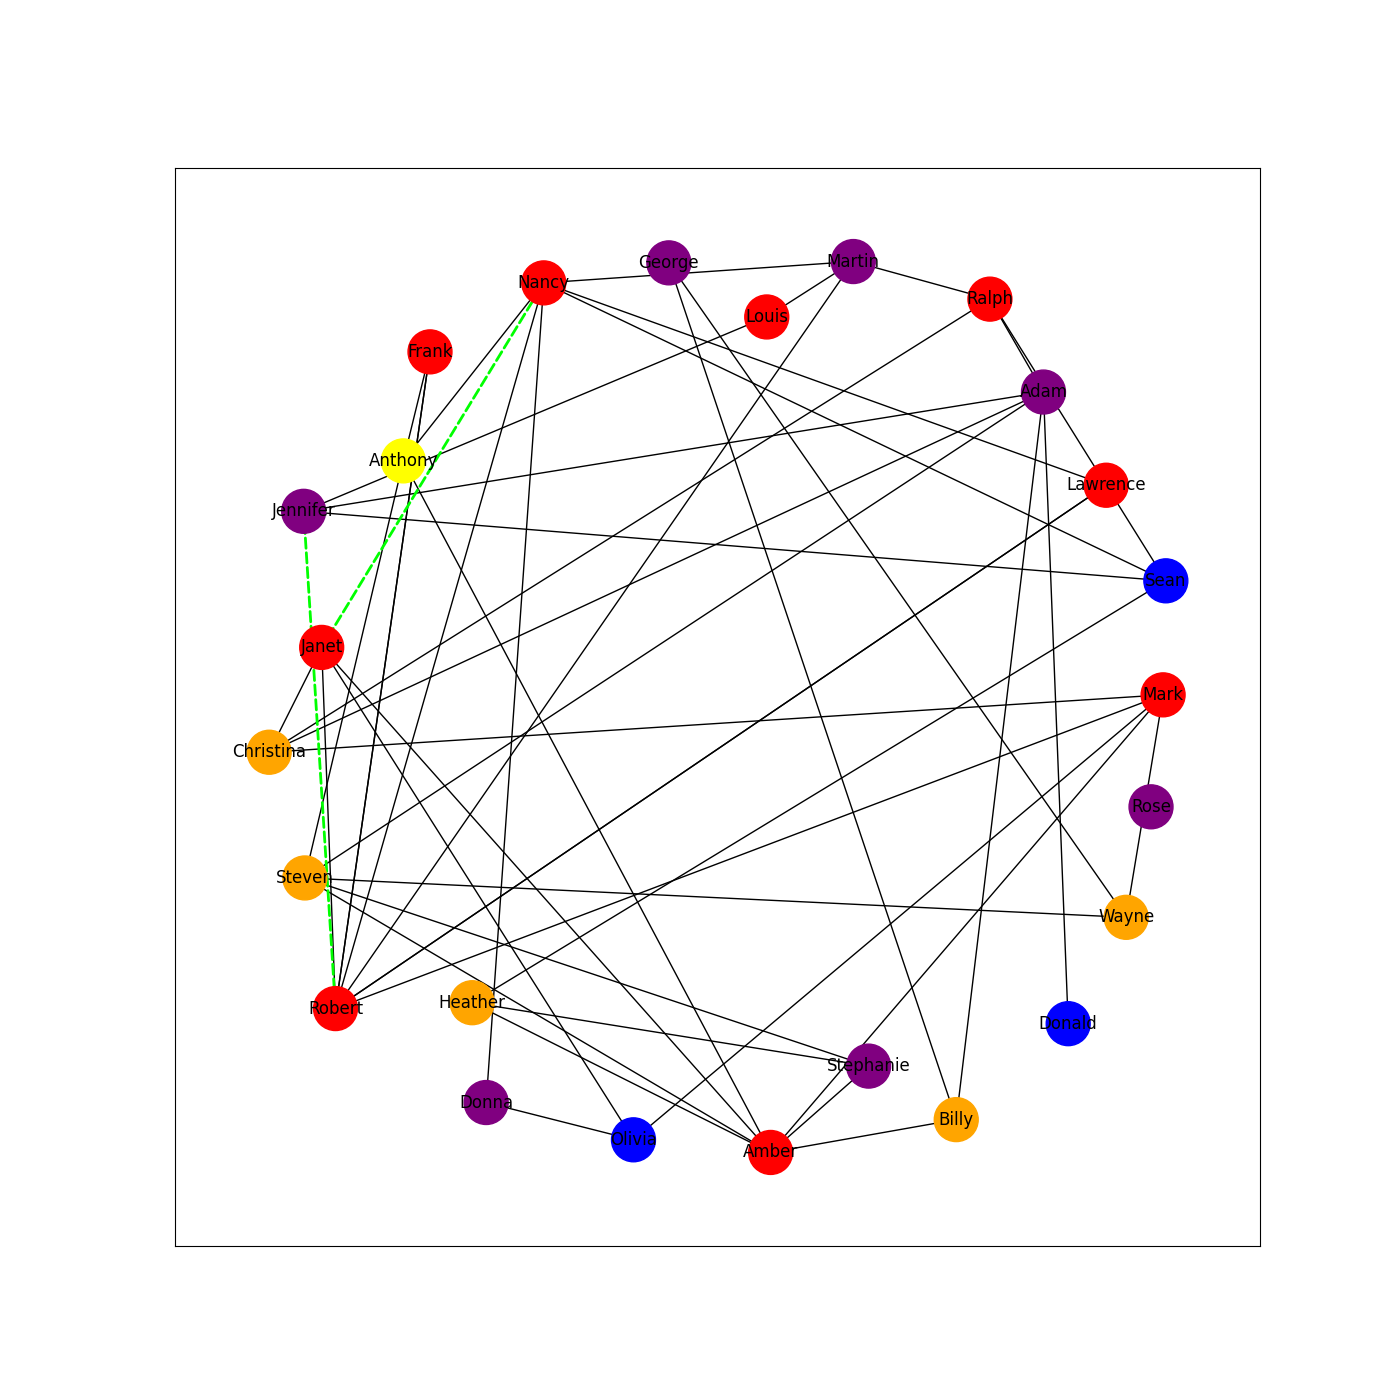 George
Martin
Nancy
Ralph
Louis
Frank
Adam
Anthony
Lawrence
Jennifer
Sean
Janet
Mark
Christina
Rose
Steven
Wayne
Heather
Robert
Donald
Stephanie
Donna
Billy
Olivia
Amber